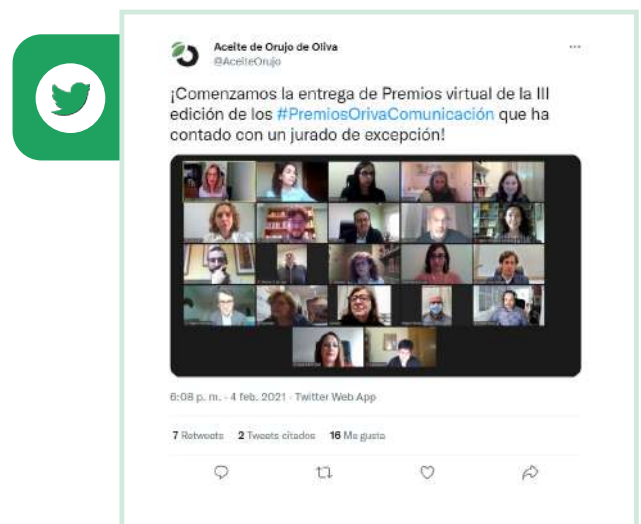 Aceite de Orujo de Oliva
@AceiteOrujo
¡Comenzamos la entrega de Premios virtual de la III
edición de los #PremiosOrivaComunicación que ha
contado con un jurado de excepción!
6:08 p. m. · 4 feb. 2021 · Twitter Web App
7 Retweets 2 Tweets citados 16 Me gusta